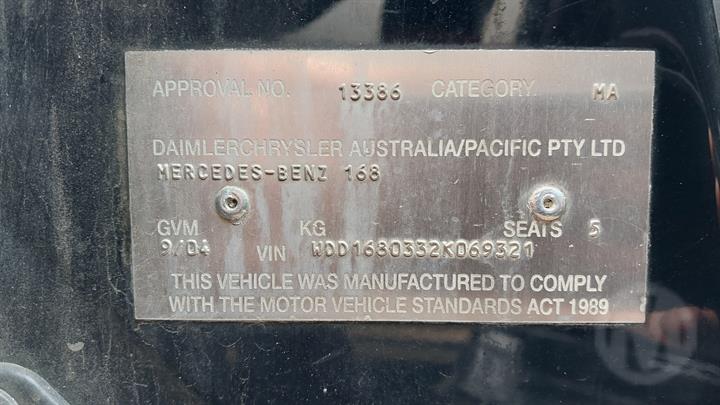 APPROVAL NO. 13386 CATEGORY. MA
DAIMLERCHRYSLER AUSTRALIA/PACIFIC PTY LTD
MERCEDES-BENZ 168
GVM KG SEATS 5
9/04 VIN WDD1680332K069321
THIS VEHICLE WAS MANUFACTURED TO COMPLY
WITH THE MOTOR VEHICLE STANDARDS ACT 1989